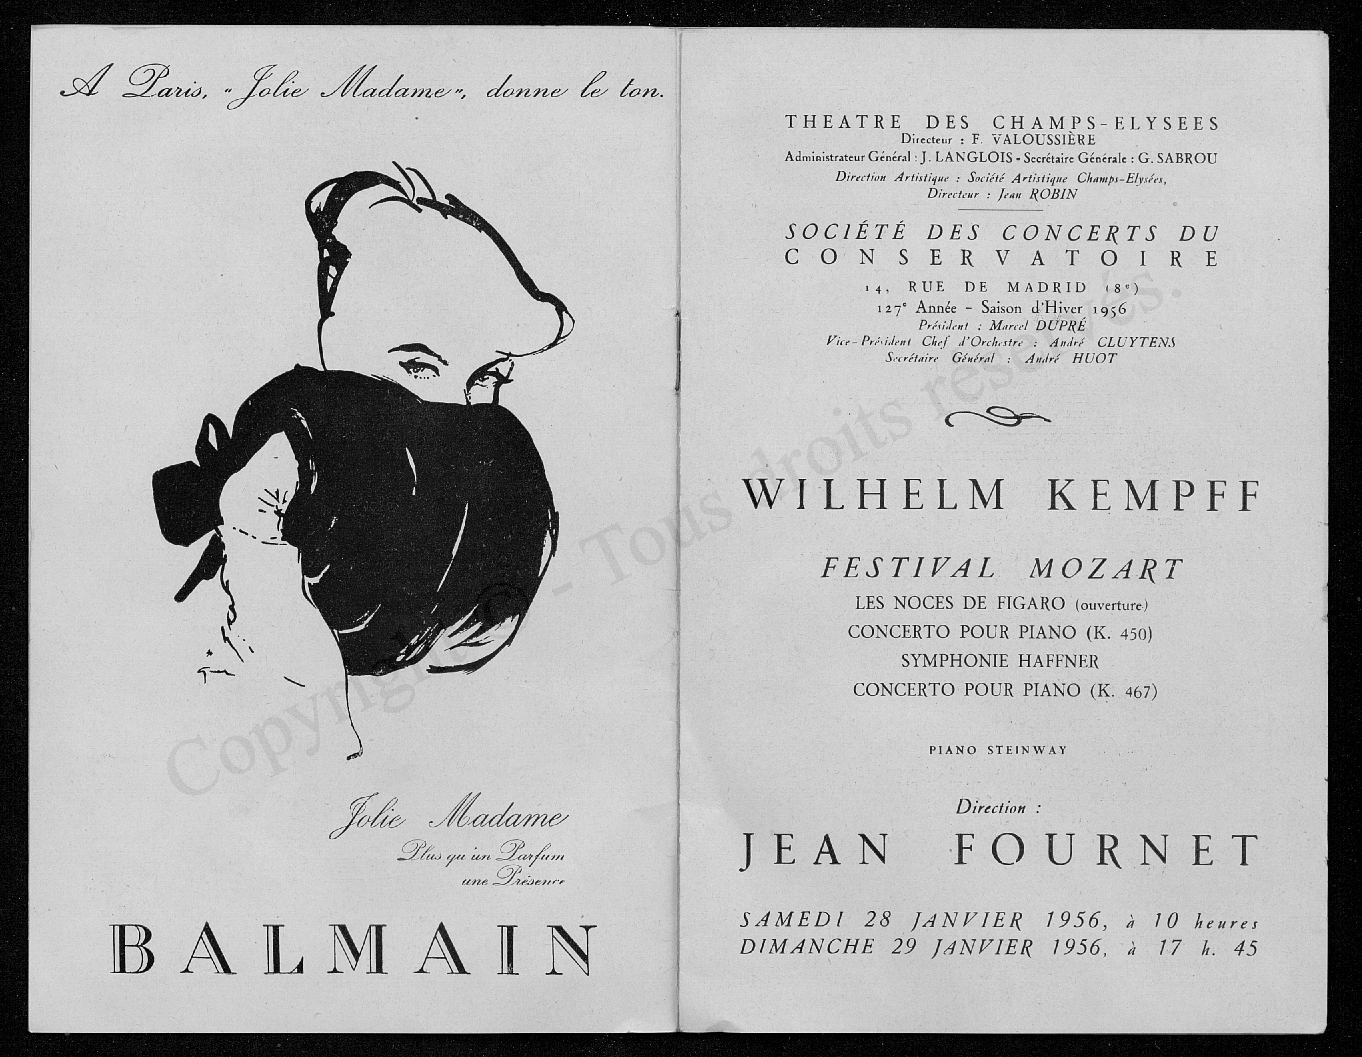 A Paris, "Jolie Madame", donne le ton.
Jolie Madame
Plus qu'un Parfum
une Présence
BALMAIN
THEATRE DES CHAMPS-ELYSEES
Directeur : F. VALOUSSIÈRE
Administrateur Général : J. LANGLOIS - Secrétaire Générale : G. SABROU
Direction Artistique : Société Artistique Champs-Elysées,
Directeur : Jean ROBIN
SOCIÉTÉ DES CONCERTS DU
CONSERVATOIRE
14, RUE DE MADRID (8e)
127e Année - Saison d'Hiver 1956
Président : Marcel DUPRÉ
Vice-Président Chef d'Orchestre : André CLUYTENS
Secrétaire Général : André HUOT
WILHELM KEMPFF
FESTIVAL MOZART
LES NOCES DE FIGARO (ouverture)
CONCERTO POUR PIANO (K. 450)
SYMPHONIE HAFFNER
CONCERTO POUR PIANO (K. 467)
PIANO STEINWAY
Direction :
JEAN FOURNET
SAMEDI 28 JANVIER 1956, à 10 heures
DIMANCHE 29 JANVIER 1956, à 17 h. 45
Copyright © - Tous droits réservés.